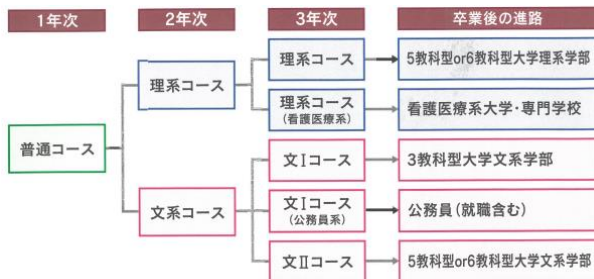 1年次
2年次
3年次
卒業後の進路
普通コース
理系コース
文系コース
理系コース
5教科型or6教科型大学理系学部
理系コース
(看護医療系)
看護医療系大学・専門学校
文Ⅰコース
3教科型大学文系学部
文Ⅰコース
(公務員系)
公務員(就職含む)
文Ⅱコース
5教科型or6教科型大学文系学部